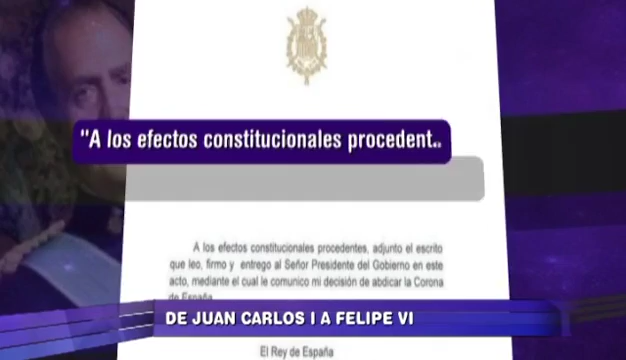 "A los efectos constitucionales procedent..
A los efectos constitucionales procedentes, adjunto el escrito
que leo, firmo y entrego al Señor Presidente del Gobierno en este
acto, mediante el cual le comunico mi decisión de abdicar la Corona
de España
DE JUAN CARLOS I A FELIPE VI
El Rey de España